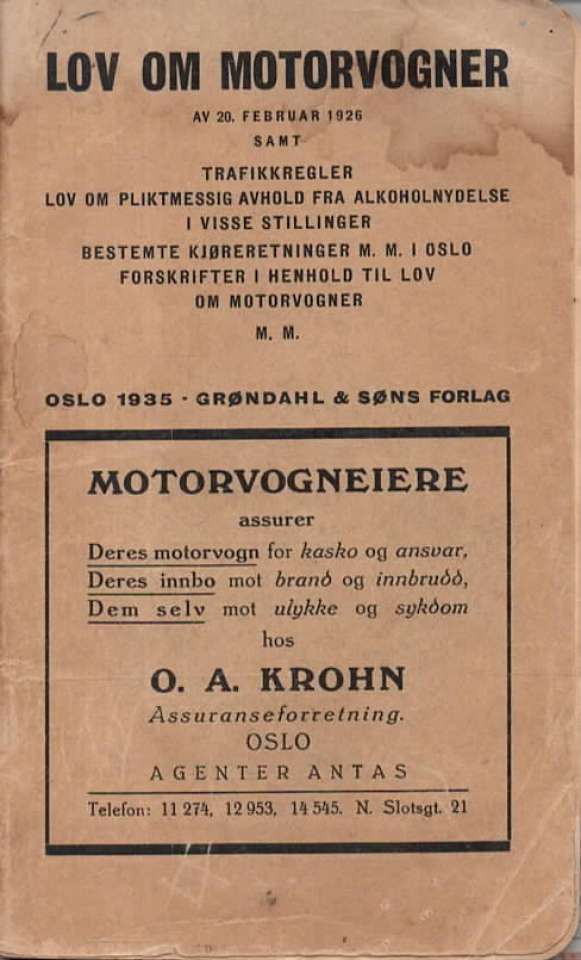 LOV OM MOTORVOGNER
AV 20. FEBRUAR 1926
SAMT
TRAFIKKREGLER
LOV OM PLIKTMESSIG AVHOLD FRA ALKOHOLNYDELSE
I VISSE STILLINGER
BESTEMTE KJØRERETNINGER M. M. I OSLO
FORSKRIFTER I HENHOLD TIL LOV
OM MOTORVOGNER
M. M.
OSLO 1935 · GRØNDAHL & SØNS FORLAG
MOTORVOGNEIERE
assurer
Deres motorvogn for kasko og ansvar,
Deres innbo mot brand og innbrudd,
Dem selv mot ulykke og sykdom
hos
O. A. KROHN
Assuranseforretning.
OSLO
AGENTER ANTAS
Telefon: 11 274, 12 953, 14 545. N. Slotsgt. 21